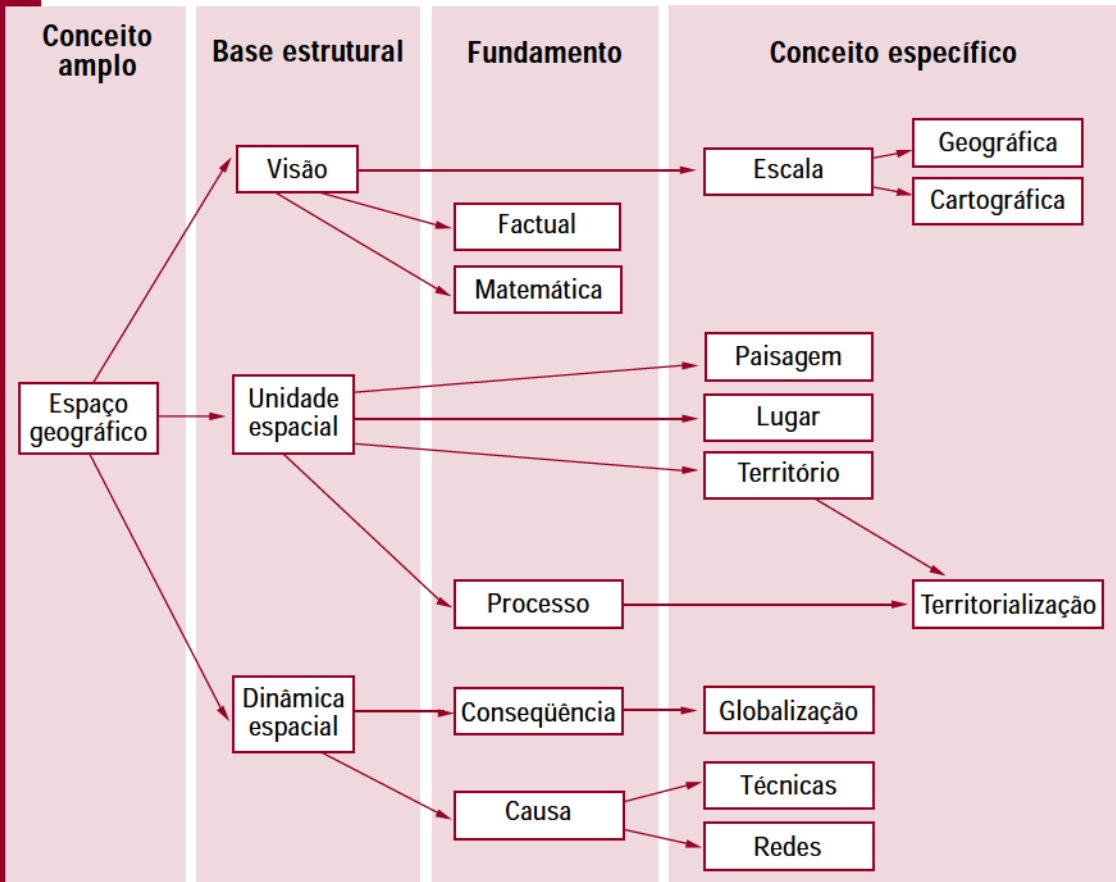 Conceito
amplo
Base estrutural
Fundamento
Conceito específico
Visão
Escala
Geográfica
Cartográfica
Factual
Matemática
Espaço
geográfico
Unidade
espacial
Paisagem
Lugar
Território
Processo
Territorialização
Dinâmica
espacial
Conseqüência
Globalização
Causa
Técnicas
Redes